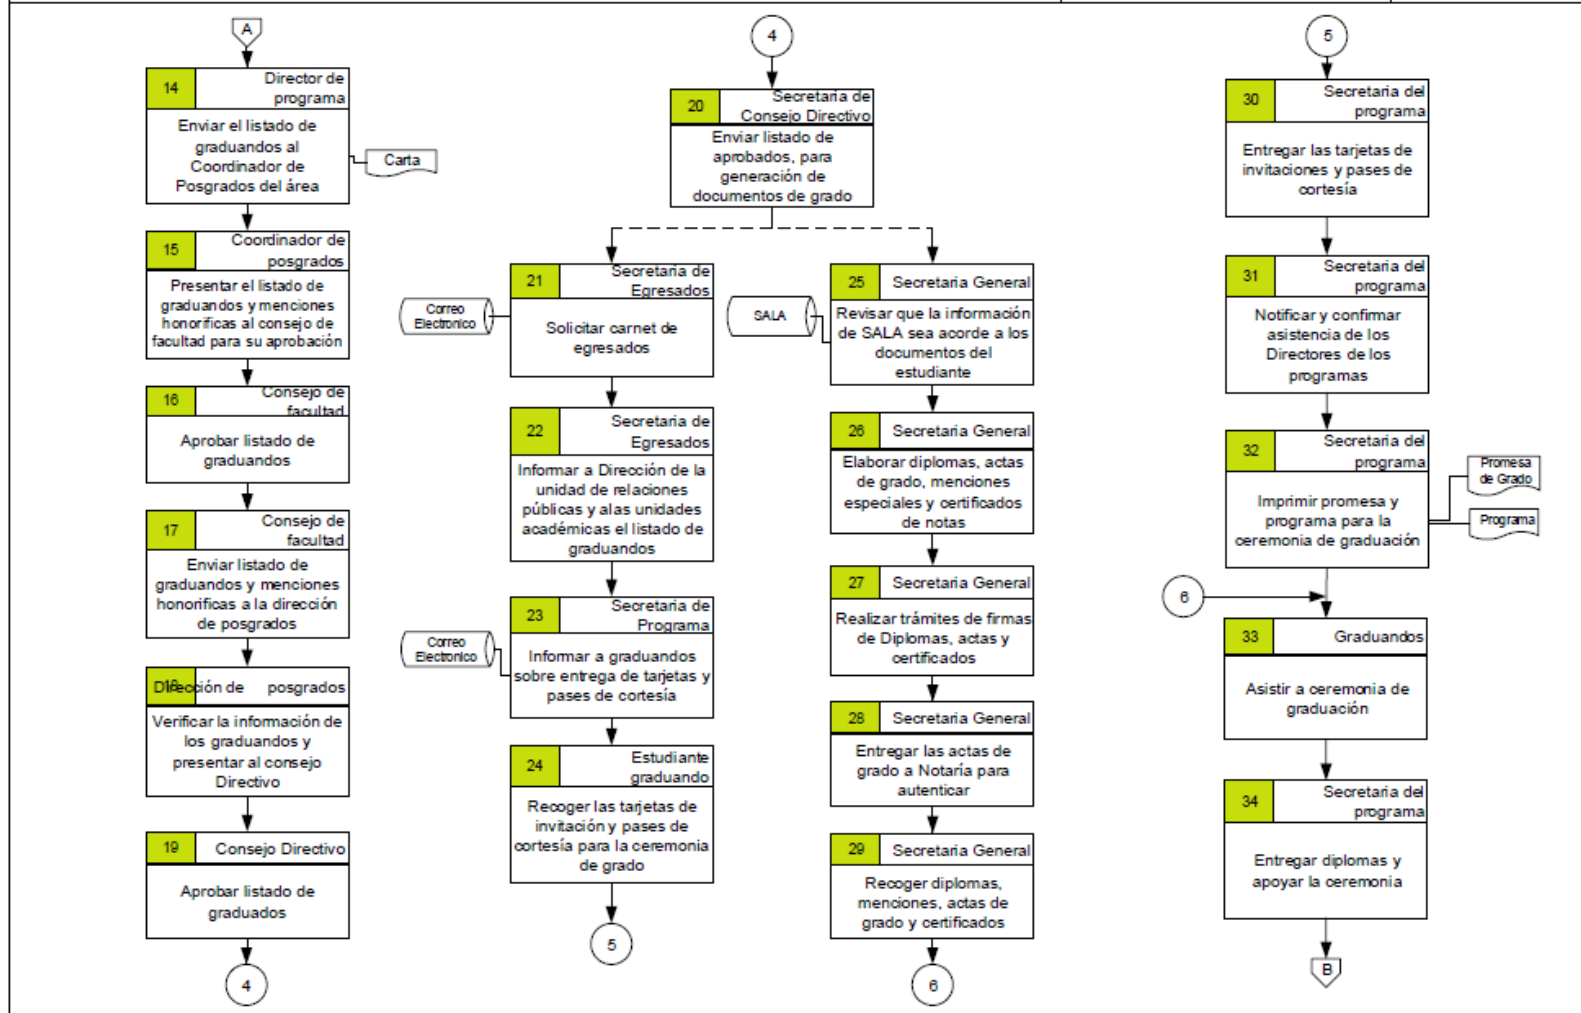 A
14
Director de
programa
Enviar el listado de
graduandos al
Coordinador de
Posgrados del área
Carta
15
Coordinador de
posgrados
Presentar el listado de
graduandos y menciones
honorificas al consejo de
facultad para su aprobación
16
Consejo de
facultad
Aprobar listado de
graduandos
17
Consejo de
facultad
Enviar listado de
graduandos y menciones
honorificas a la dirección
de posgrados
18
Dirección de posgrados
Verificar la información de
los graduandos y
presentar al consejo
Directivo
19
Consejo Directivo
Aprobar listado de
graduados
4
4
20
Secretaria de
Consejo Directivo
Enviar listado de
aprobados, para
generación de
documentos de grado
21
Secretaria de
Egresados
Correo
Electronico
Solicitar carnet de
egresados
22
Secretaria de
Egresados
Informar a Dirección de la
unidad de relaciones
públicas y alas unidades
académicas el listado de
graduandos
23
Secretaria de
Programa
Correo
Electronico
Informar a graduandos
sobre entrega de tarjetas y
pases de cortesía
24
Estudiante
graduando
Recoger las tarjetas de
invitación y pases de
cortesía para la ceremonia
de grado
5
25
Secretaria General
SALA
Revisar que la información
de SALA sea acorde a los
documentos del
estudiante
26
Secretaria General
Elaborar diplomas, actas
de grado, menciones
especiales y certificados
de notas
27
Secretaria General
Realizar trámites de firmas
de Diplomas, actas y
certificados
28
Secretaria General
Entregar las actas de
grado a Notaría para
autenticar
29
Secretaria General
Recoger diplomas,
menciones, actas de
grado y certificados
6
5
30
Secretaria del
programa
Entregar las tarjetas de
invitaciones y pases de
cortesía
31
Secretaria del
programa
Notificar y confirmar
asistencia de los
Directores de los
programas
32
Secretaria del
programa
Imprimir promesa y
programa para la
ceremonia de graduación
Promesa
de Grado
Programa
6
33
Graduandos
Asistir a ceremonia de
graduación
34
Secretaria del
programa
Entregar diplomas y
apoyar la ceremonia
B